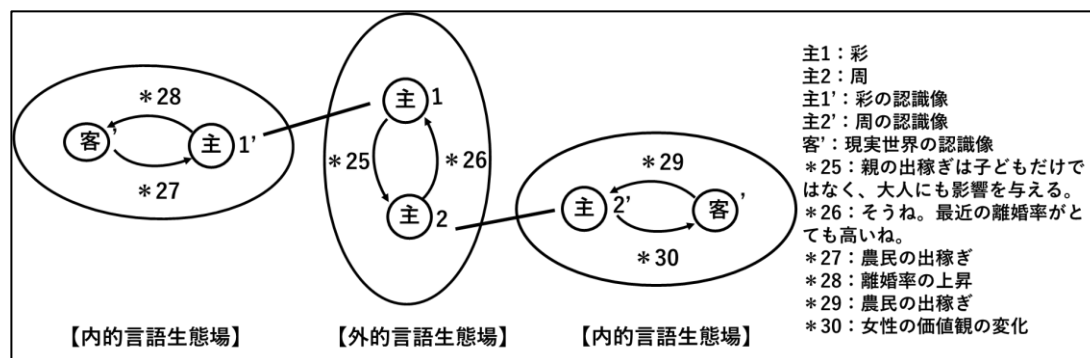 ＊28
客’
主 1’
＊27
【内的言語生態場】
主 1
＊25
＊26
主 2
【外的言語生態場】
＊29
主 2’
客’
＊30
【内的言語生態場】
主1：彩
主2：周
主1’：彩の認識像
主2’：周の認識像
客’：現実世界の認識像
＊25：親の出稼ぎは子どもだけで
はなく、大人にも影響を与える。
＊26：そうね。最近の離婚率がと
ても高いね。
＊27：農民の出稼ぎ
＊28：離婚率の上昇
＊29：農民の出稼ぎ
＊30：女性の価値観の変化